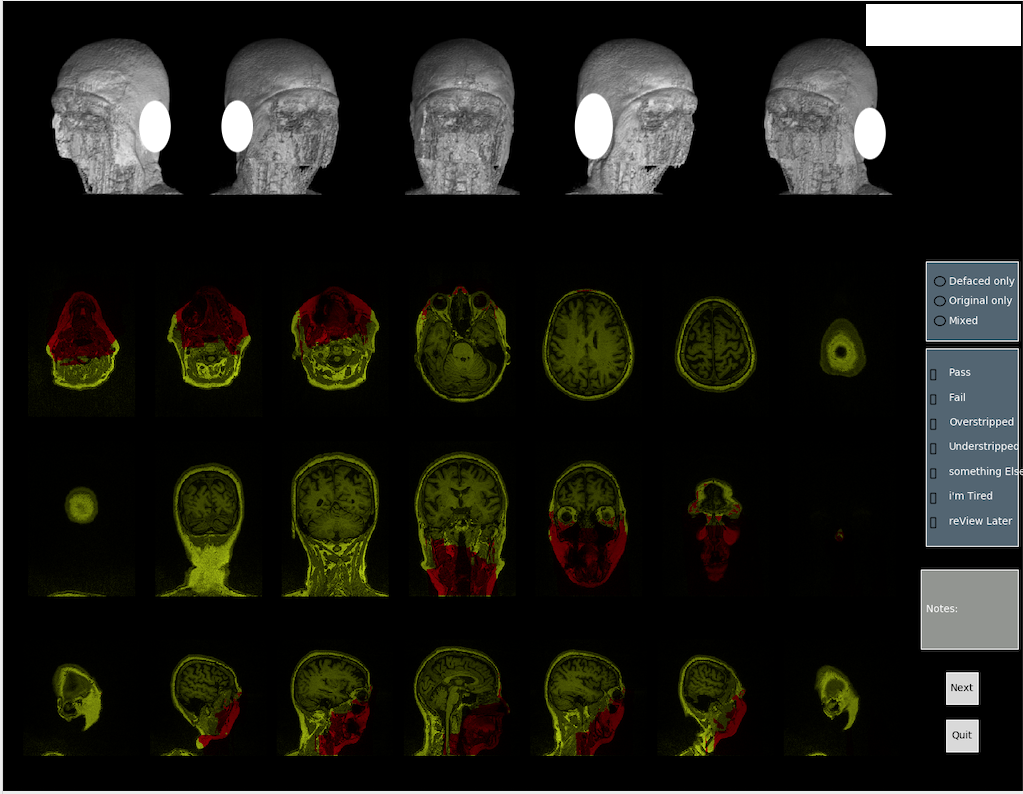 Defaced only
Original only
Mixed
Pass
Fail
Overstripped
Understripped
something Else
i'm Tired
reView Later
Notes:
Next
Quit